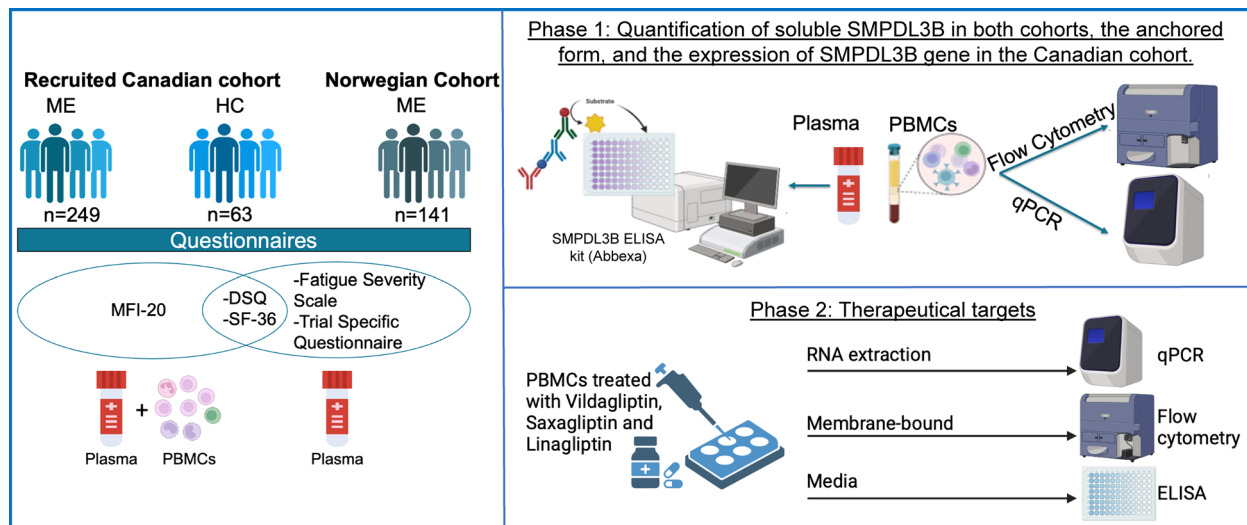 Recruited Canadian cohort
Norwegian Cohort
ME
HC
ME
n=249
n=63
n=141
Questionnaires
MFI-20
-DSQ
-SF-36
-Fatigue Severity
Scale
-Trial Specific
Questionnaire
+
Plasma
PBMCs
Plasma
Phase 1: Quantification of soluble SMPDL3B in both cohorts, the anchored
form, and the expression of SMPDL3B gene in the Canadian cohort.
Substrate
Plasma
PBMCs
Flow Cytometry
qPCR
SMPDL3B ELISA
kit (Abbexa)
Phase 2: Therapeutical targets
PBMCs treated
with Vildagliptin,
Saxagliptin and
Linagliptin
RNA extraction
qPCR
Membrane-bound
Flow
cytometry
Media
ELISA